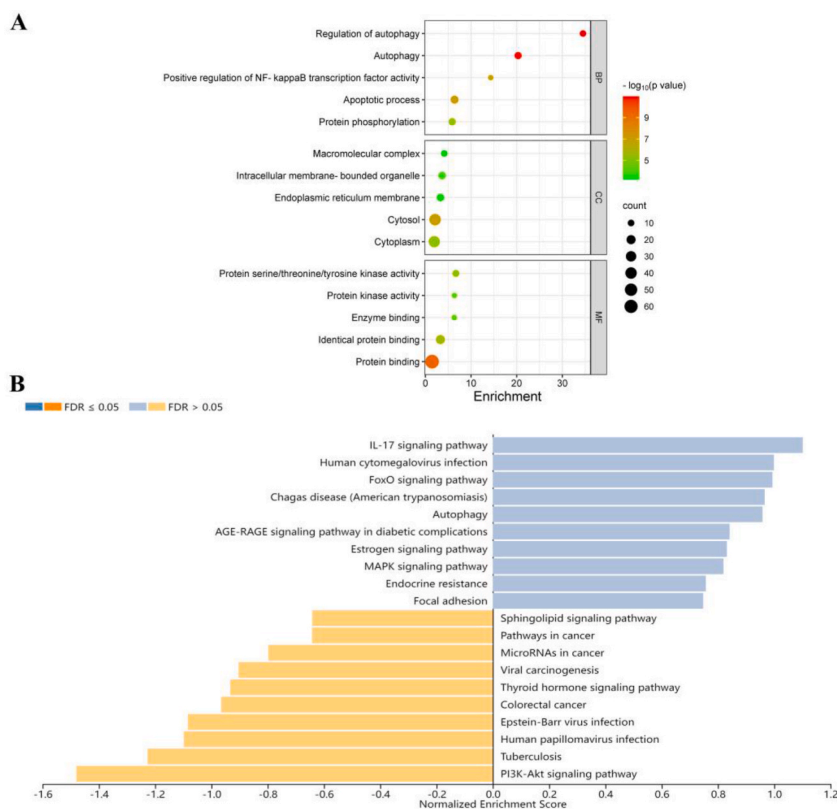 A
Regulation of autophagy
Autophagy
Positive regulation of NF- kappaB transcription factor activity
Apoptotic process
Protein phosphorylation
BP
Macromolecular complex
Intracellular membrane- bounded organelle
Endoplasmic reticulum membrane
Cytosol
Cytoplasm
CC
Protein serine/threonine/tyrosine kinase activity
Protein kinase activity
Enzyme binding
Identical protein binding
Protein binding
MF
0 10 20 30
Enrichment
- log10(p value)
9
7
5
count
10
20
30
40
50
60
B
FDR ≤ 0.05 FDR > 0.05
IL-17 signaling pathway
Human cytomegalovirus infection
FoxO signaling pathway
Chagas disease (American trypanosomiasis)
Autophagy
AGE-RAGE signaling pathway in diabetic complications
Estrogen signaling pathway
MAPK signaling pathway
Endocrine resistance
Focal adhesion
Sphingolipid signaling pathway
Pathways in cancer
MicroRNAs in cancer
Viral carcinogenesis
Thyroid hormone signaling pathway
Colorectal cancer
Epstein-Barr virus infection
Human papillomavirus infection
Tuberculosis
PI3K-Akt signaling pathway
-1.6 -1.4 -1.2 -1.0 -0.8 -0.6 -0.4 -0.2 0.0 0.2 0.4 0.6 0.8 1.0 1.2
Normalized Enrichment Score